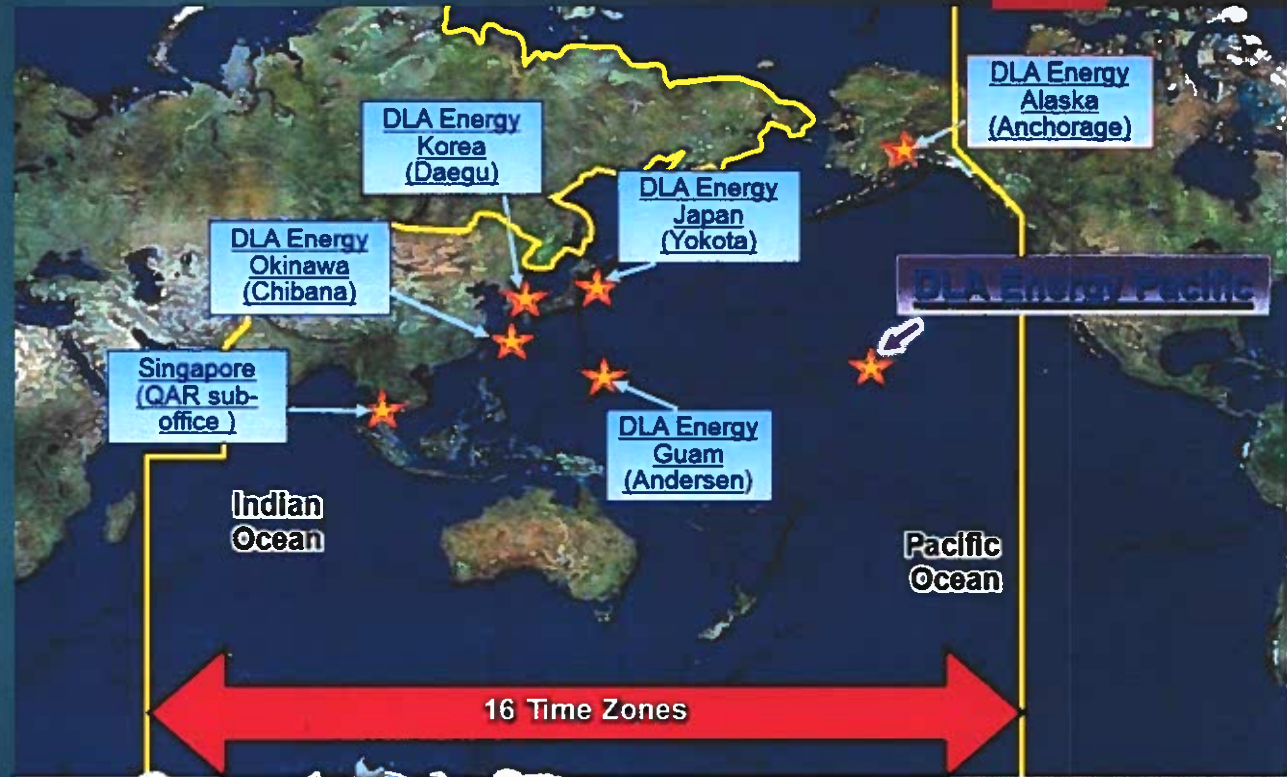 DLA Energy
Alaska
(Anchorage)
DLA Energy
Korea
(Daegu)
DLA Energy
Japan
(Yokota)
DLA Energy
Okinawa
(Chibana)
DLA Energy Pacific
Singapore
(QAR sub-
office )
DLA Energy
Guam
(Andersen)
Indian
Ocean
Pacific
Ocean
16 Time Zones